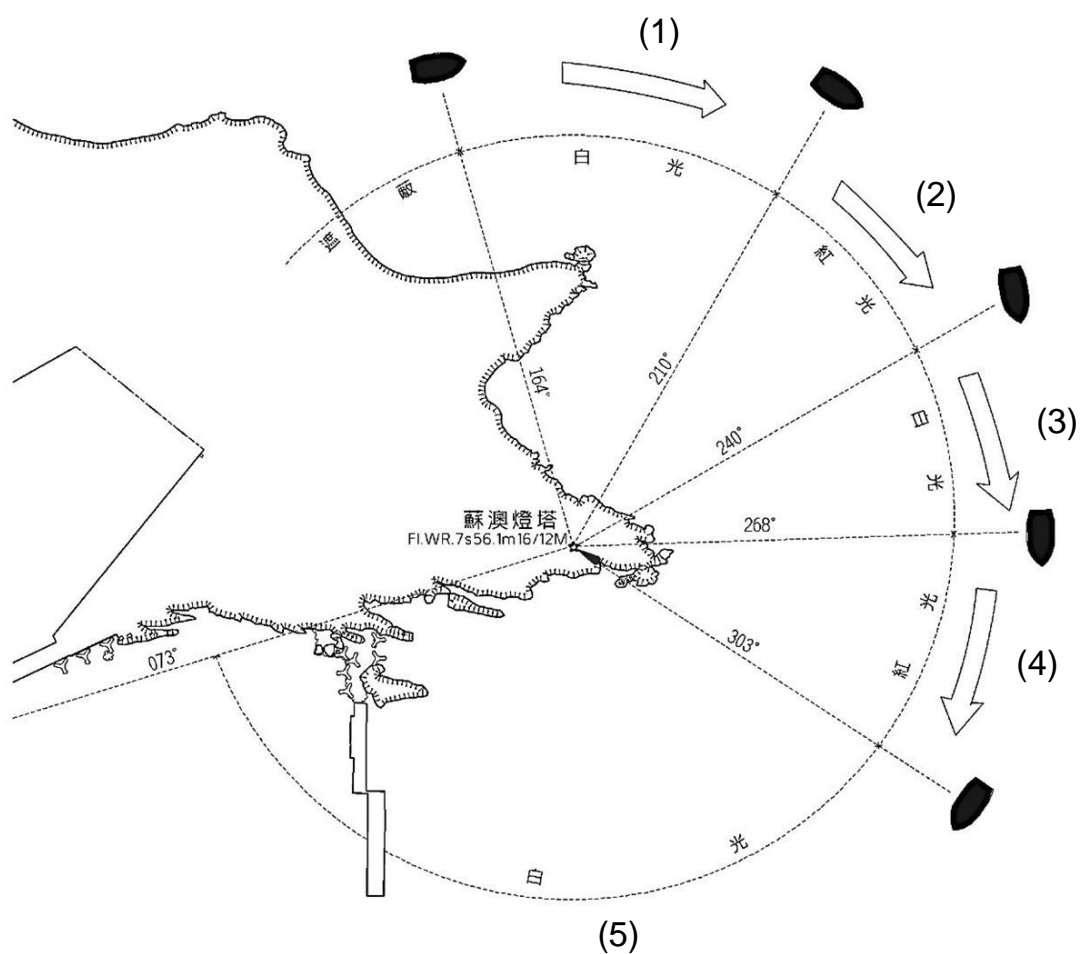 (1)
白光
(2)
遮蔽
紅光
164°
210°
240°
白光
(3)
蘇澳燈塔
Fl.WR.7s56.1m16/12M
268°
073°
303°
紅光
(4)
白光
(5)